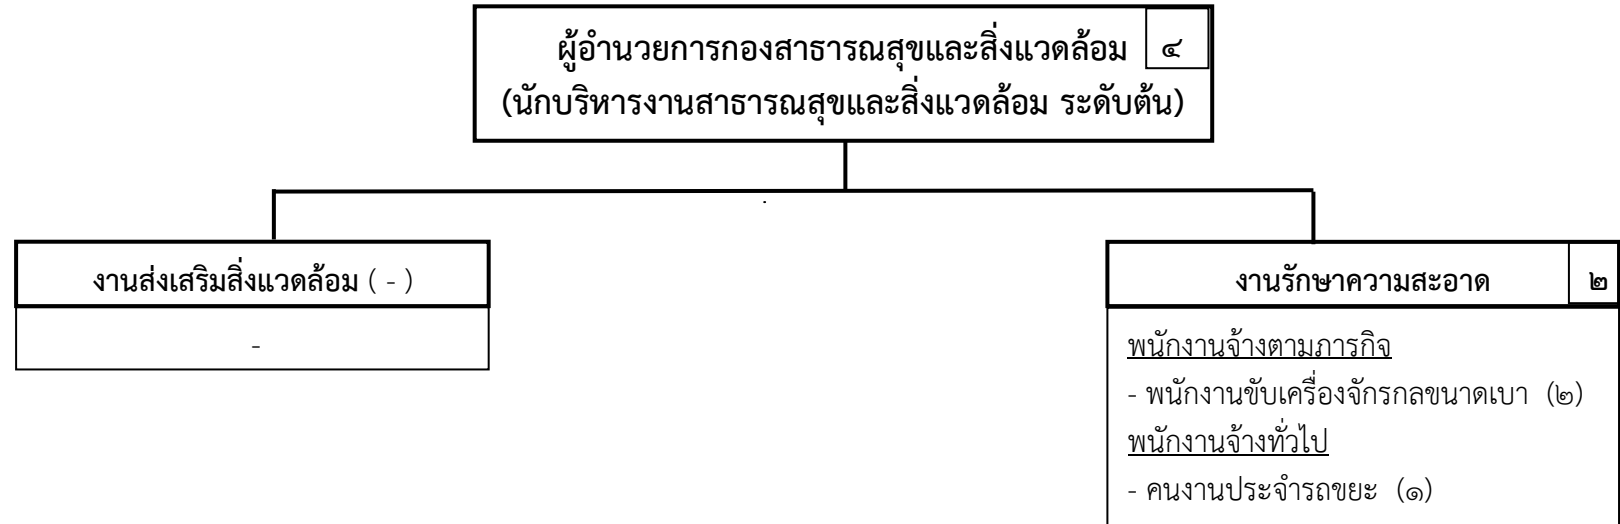 ผู้อำนวยการกองสาธารณสุขและสิ่งแวดล้อม ๔
(นักบริหารงานสาธารณสุขและสิ่งแวดล้อม ระดับต้น)
งานส่งเสริมสิ่งแวดล้อม ( - )
-
งานรักษาความสะอาด ๒
พนักงานจ้างตามภารกิจ
- พนักงานขับเครื่องจักรกลขนาดเบา (๒)
พนักงานจ้างทั่วไป
- คนงานประจำรถขยะ (๑)